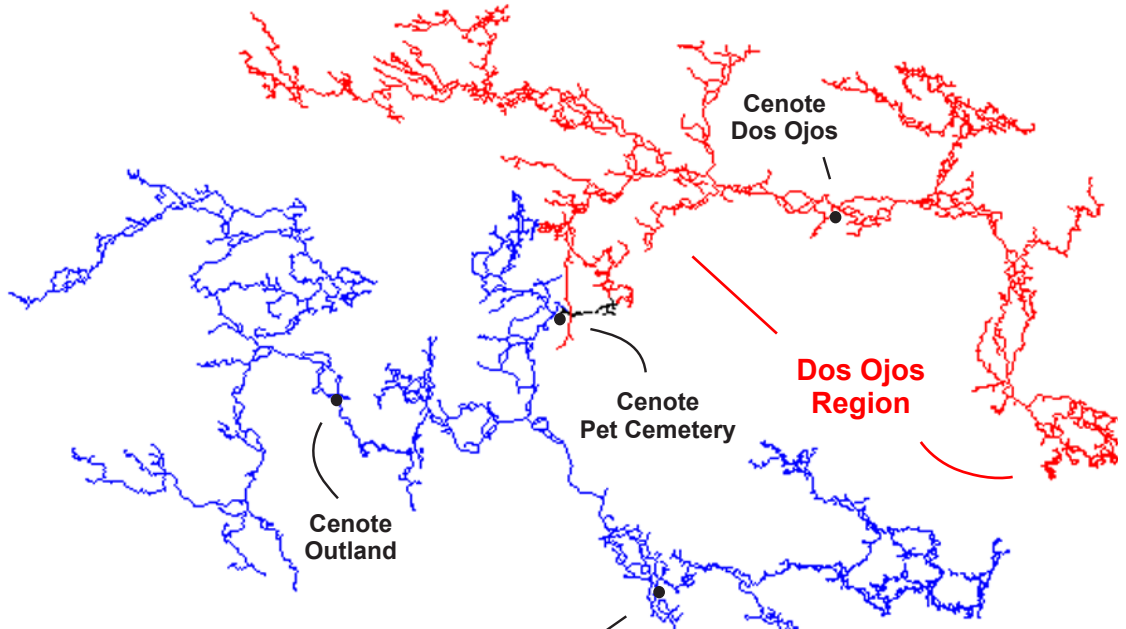 Cenote
Dos Ojos
Dos Ojos
Region
Cenote
Pet Cemetery
Cenote
Outland